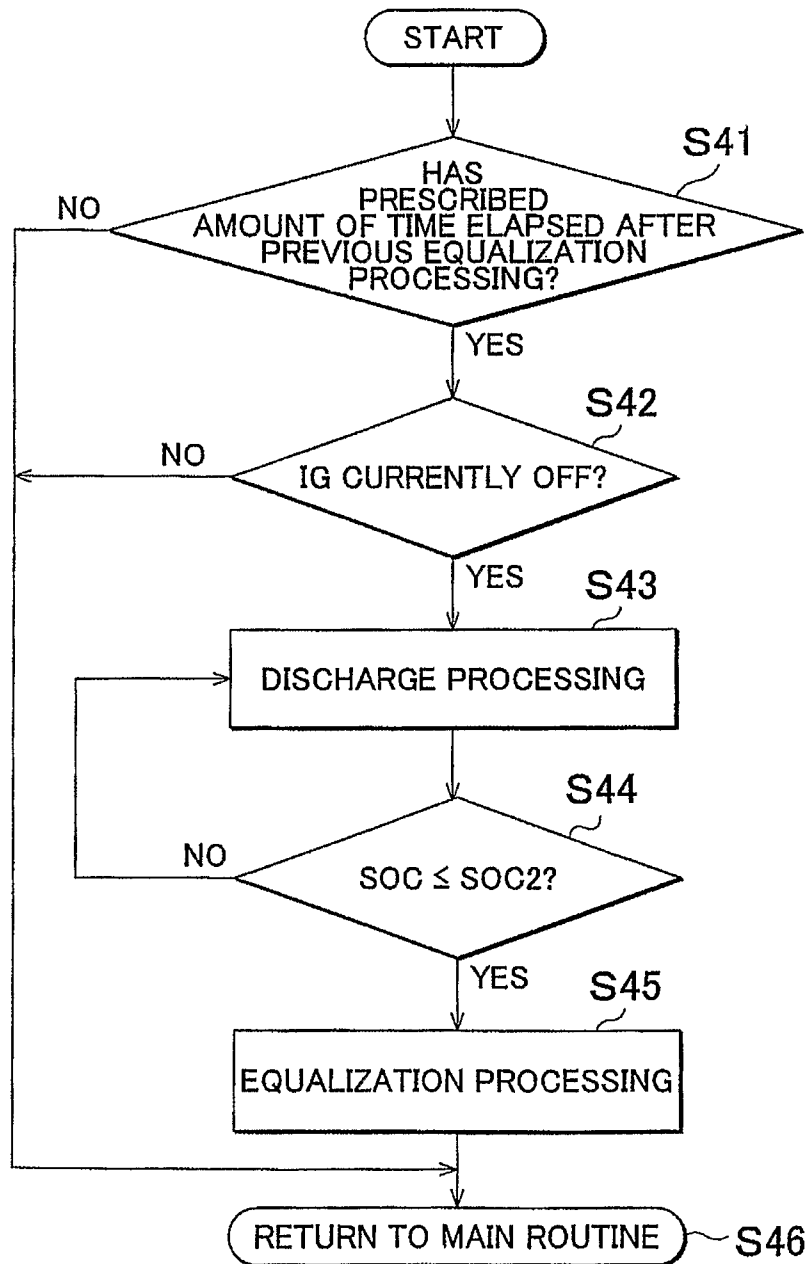 START
S41
HAS
PRESCRIBED
AMOUNT OF TIME ELAPSED AFTER
PREVIOUS EQUALIZATION
PROCESSING?
NO
YES
S42
IG CURRENTLY OFF?
NO
YES
S43
DISCHARGE PROCESSING
S44
SOC ≤ SOC2?
NO
YES
S45
EQUALIZATION PROCESSING
RETURN TO MAIN ROUTINE
S46